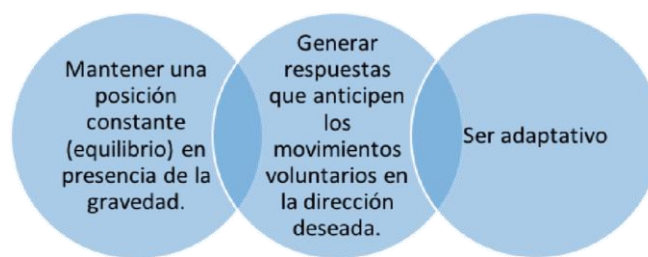 Mantener una
posición
constante
(equilibrio) en
presencia de la
gravedad.
Generar
respuestas
que anticipen
los
movimientos
voluntarios en
la dirección
deseada.
Ser adaptativo